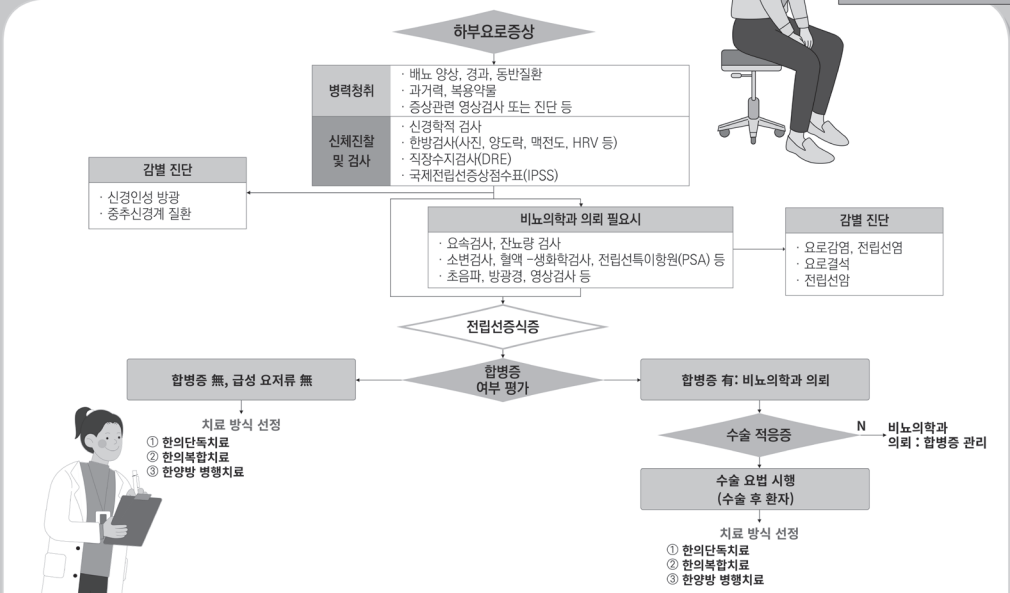 하부요로증상
병력청취
· 배뇨 양상, 경과, 동반질환
· 과거력, 복용약물
· 증상관련 영상검사 또는 진단 등
신체진찰
및 검사
· 신경학적 검사
· 한방검사(사진, 양도락, 맥전도, HRV 등)
· 직장수지검사(DRE)
· 국제전립선증상점수표(IPSS)
감별 진단
· 신경인성 방광
· 중추신경계 질환
비뇨의학과 의뢰 필요시
· 요속검사, 잔뇨량 검사
· 소변검사, 혈액 -생화학검사, 전립선특이항원(PSA) 등
· 초음파, 방광경, 영상검사 등
감별 진단
· 요로감염, 전립선염
· 요로결석
· 전립선암
전립선증식증
합병증
여부 평가
합병증 無, 급성 요저류 無
치료 방식 선정
① 한의단독치료
② 한의복합치료
③ 한양방 병행치료
합병증 有: 비뇨의학과 의뢰
수술 적응증
N
비뇨의학과
의뢰 : 합병증 관리
수술 요법 시행
(수술 후 환자)
치료 방식 선정
① 한의단독치료
② 한의복합치료
③ 한양방 병행치료